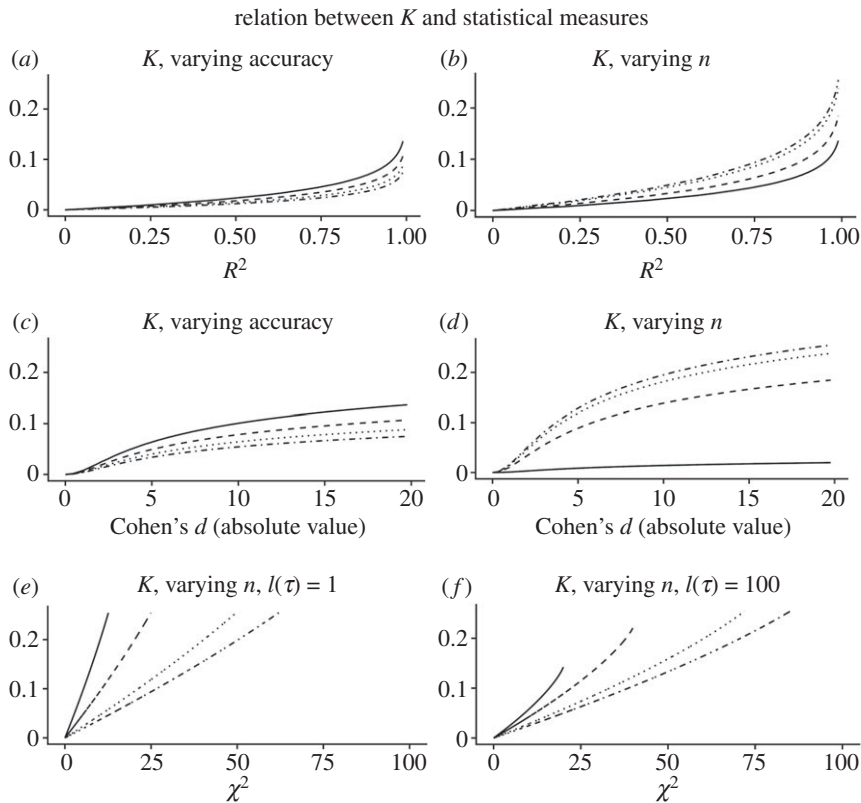 relation between K and statistical measures
(a) K, varying accuracy
0.2
0.1
0
0 0.25 0.50 0.75 1.00
R²
(b) K, varying n
0.2
0.1
0
0 0.25 0.50 0.75 1.00
R²
(c) K, varying accuracy
0.2
0.1
0
0 5 10 15 20
Cohen's d (absolute value)
(d) K, varying n
0.2
0.1
0
0 5 10 15 20
Cohen's d (absolute value)
(e) K, varying n, l(τ) = 1
0.2
0.1
0
0 25 50 75 100
χ²
(f) K, varying n, l(τ) = 100
0.2
0.1
0
0 25 50 75 100
χ²